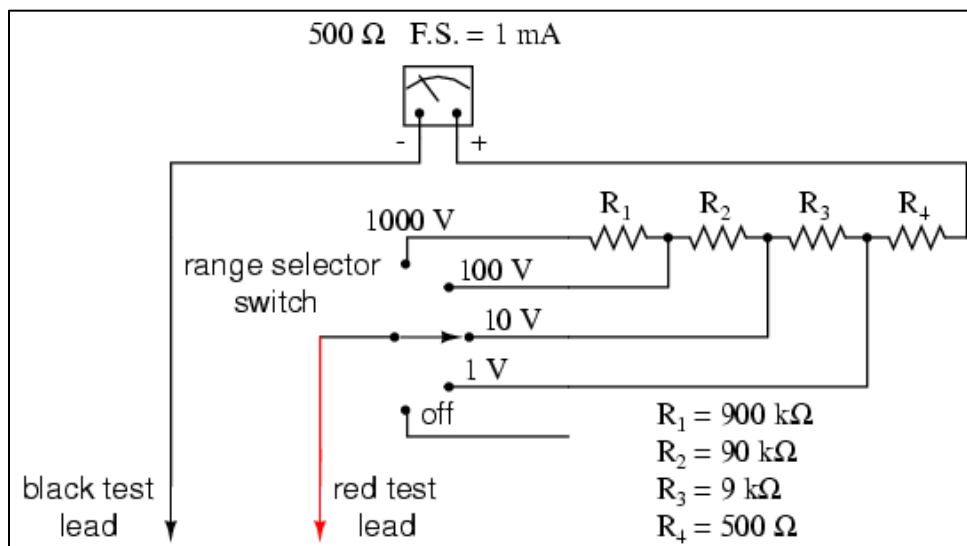 500 Ω F.S. = 1 mA
- +
R₁ R₂ R₃ R₄
1000 V
range selector
switch
100 V
10 V
1 V
off
R₁ = 900 kΩ
R₂ = 90 kΩ
R₃ = 9 kΩ
R₄ = 500 Ω
black test
lead
red test
lead